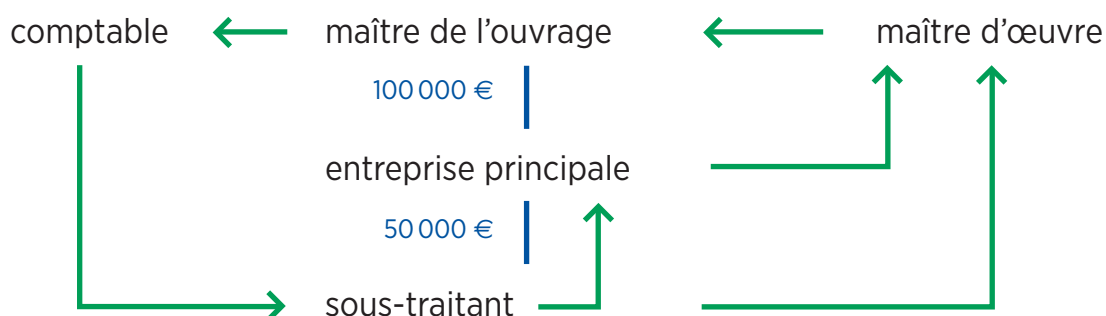 comptable maître de l’ouvrage maître d’œuvre
100 000 €
entreprise principale
50 000 €
sous-traitant